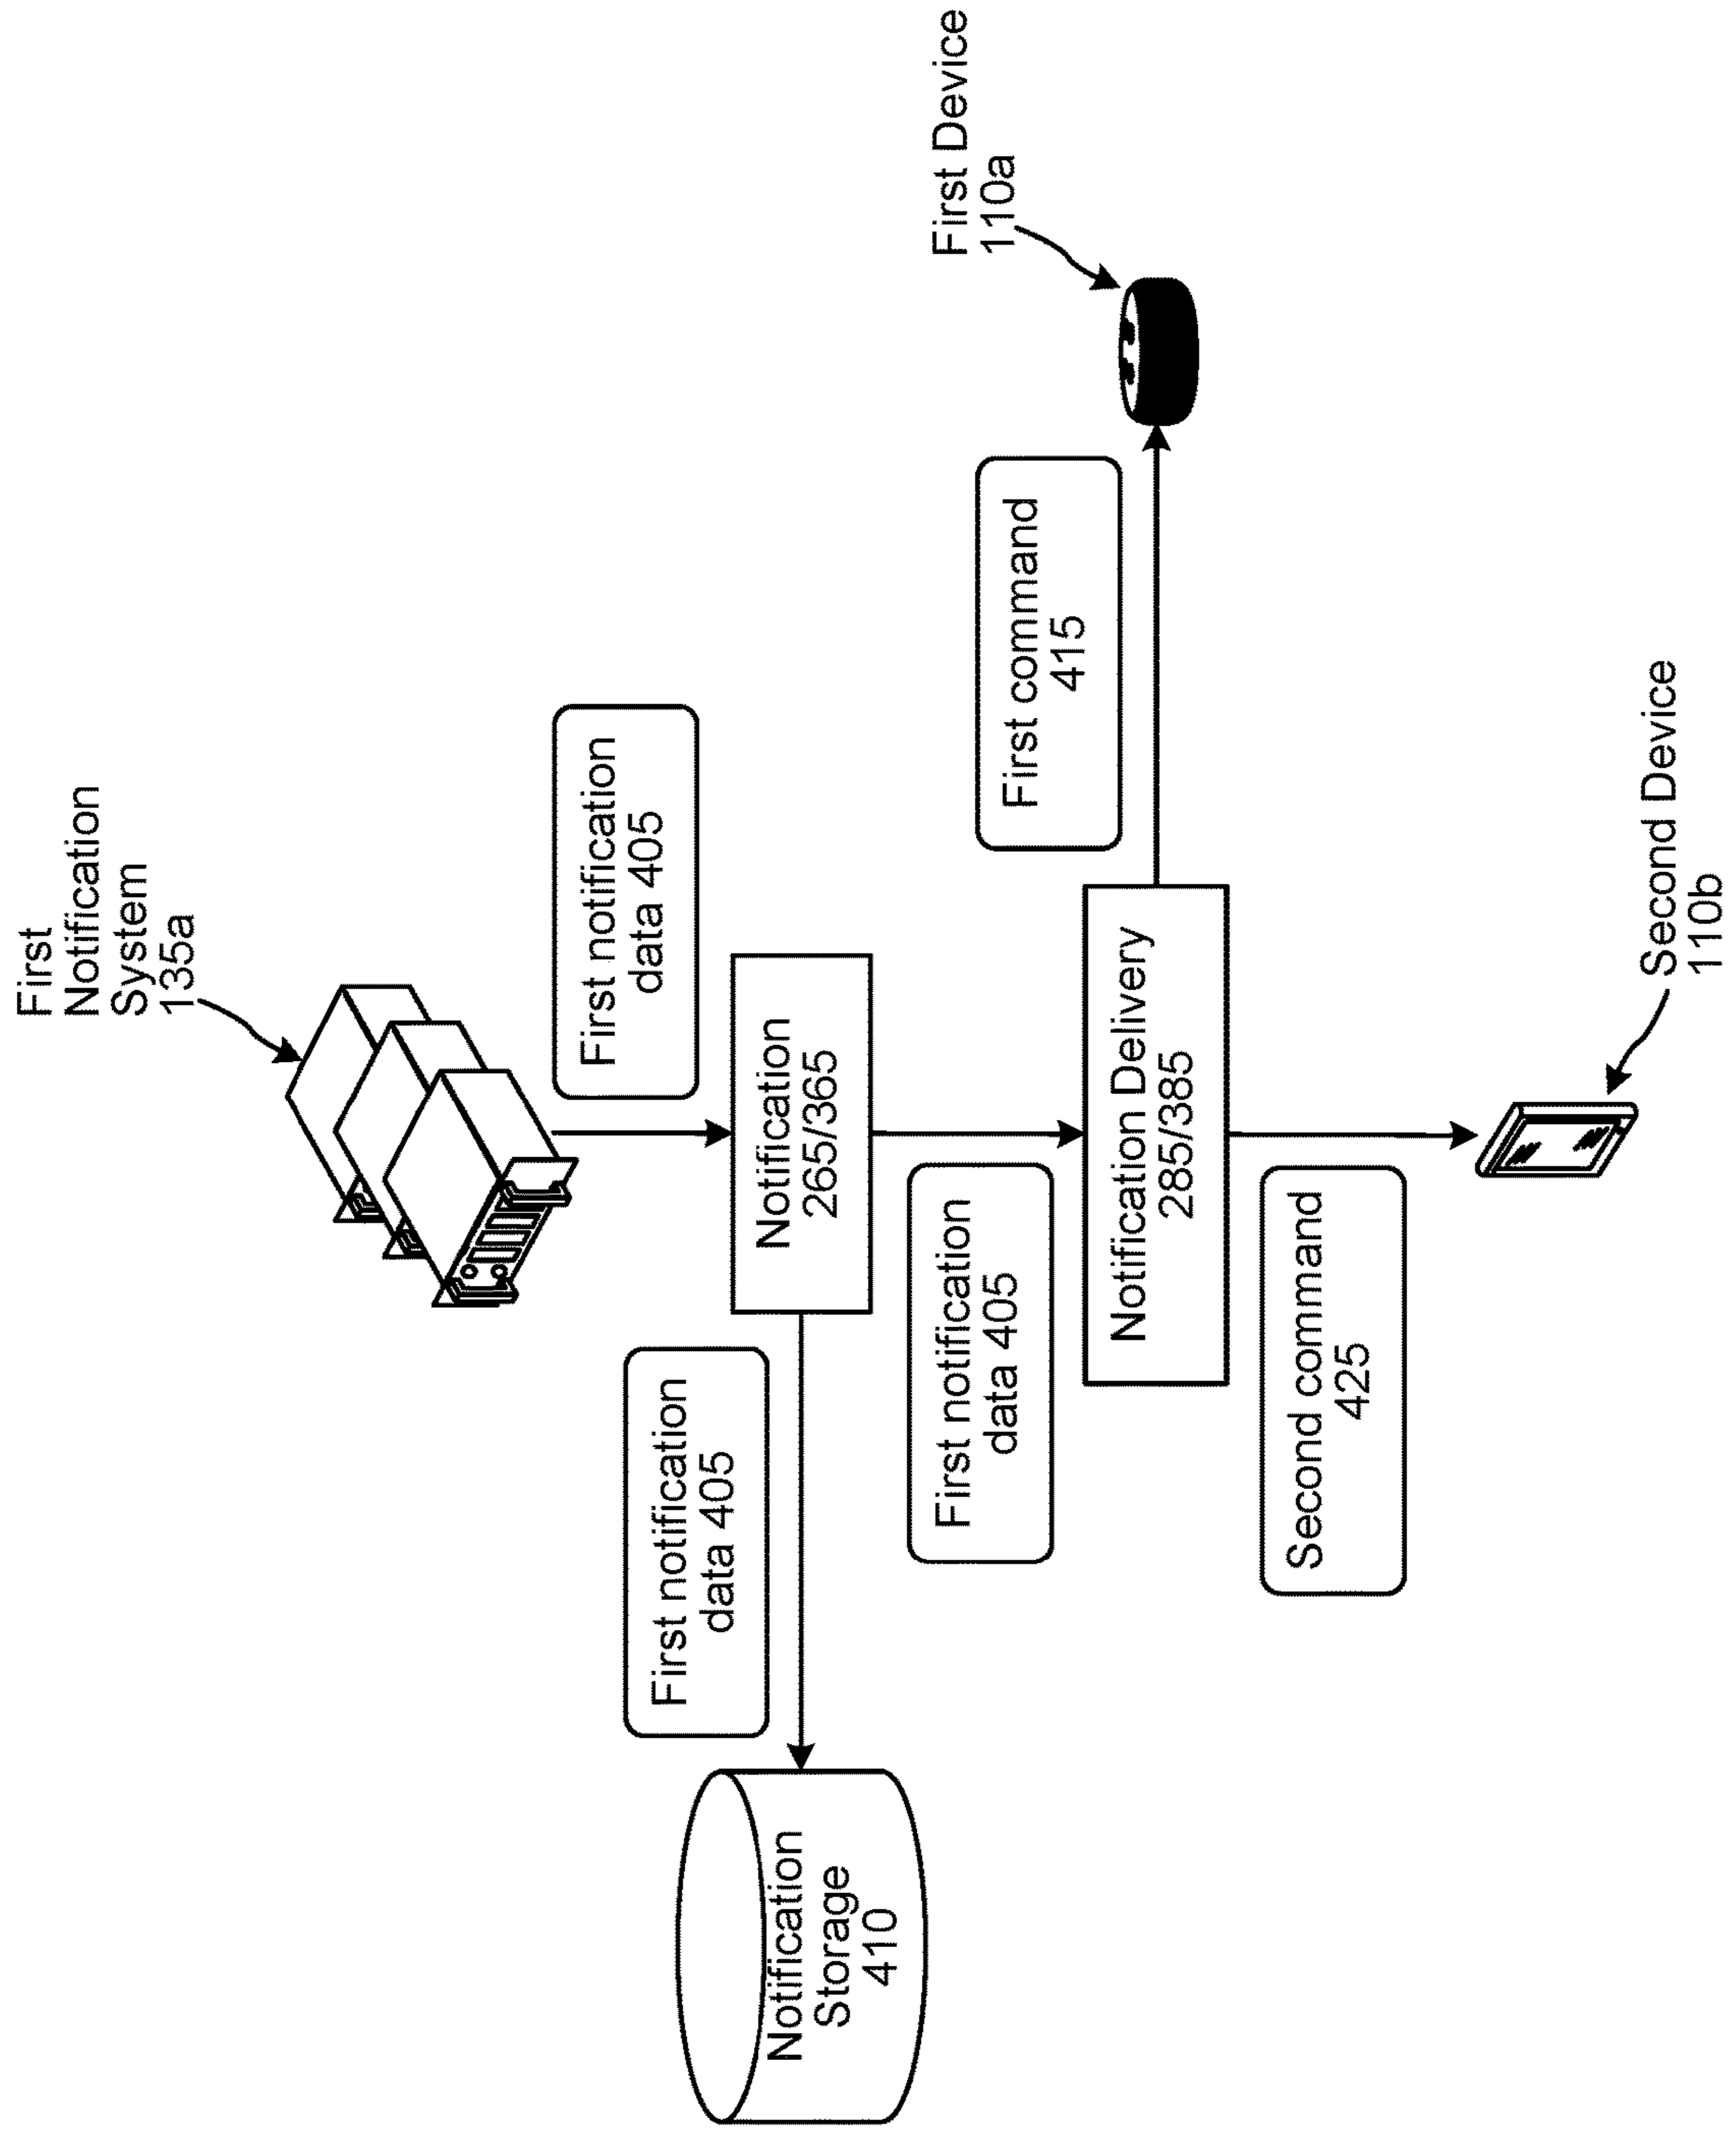 First
Notification
System
135a
First notification
data 405
Notification
265/365
First notification
data 405
Notification
Storage
410
First notification
data 405
Notification Delivery
285/385
First command
415
First Device
110a
Second command
425
Second Device
110b